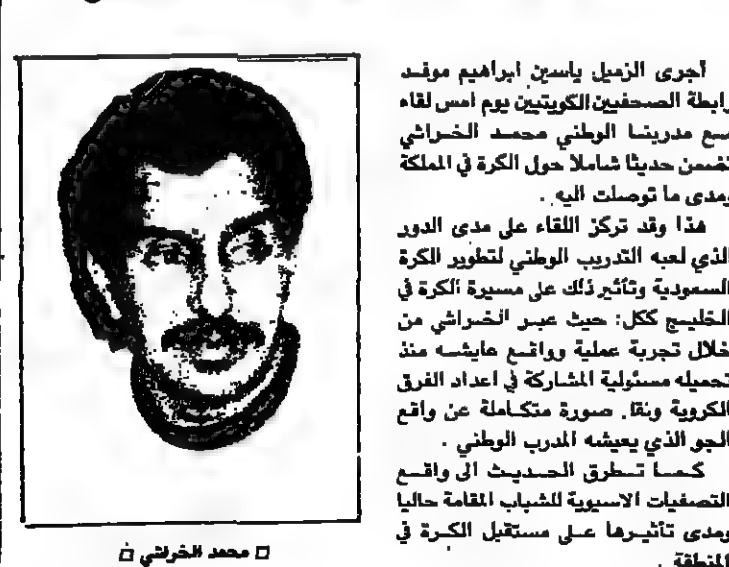 أجرى الزميل ياسين ابراهيم موفد
رابطة الصحفيين الكويتيين يوم امس لقاء
مع مدربنا الوطني محمد الخراشي
تضمن حديثا شاملا حول الكرة في المملكة
ومدى ما توصلت اليه .
هذا وقد تركز اللقاء على مدى الدور
الذي لعبه التدريب الوطني لتطوير الكرة
السعودية وتأثير ذلك على مسيرة الكرة في
الخليج ككل: حيث عبر الخراشي من
خلال تجربة عملية وواقع عايشه منذ
تحميله مسئولية المشاركة في اعداد الفرق
الكروية ونقل صورة متكاملة عن واقع
الجو الذي يعيشه المدرب الوطني .
كما تطرق الحديث الى واقع
التصفيات الاسيوية للشباب المقامة حاليا
ومدى تأثيرها على مستقبل الكرة في
المنطقة .
□ محمد الخراشي □